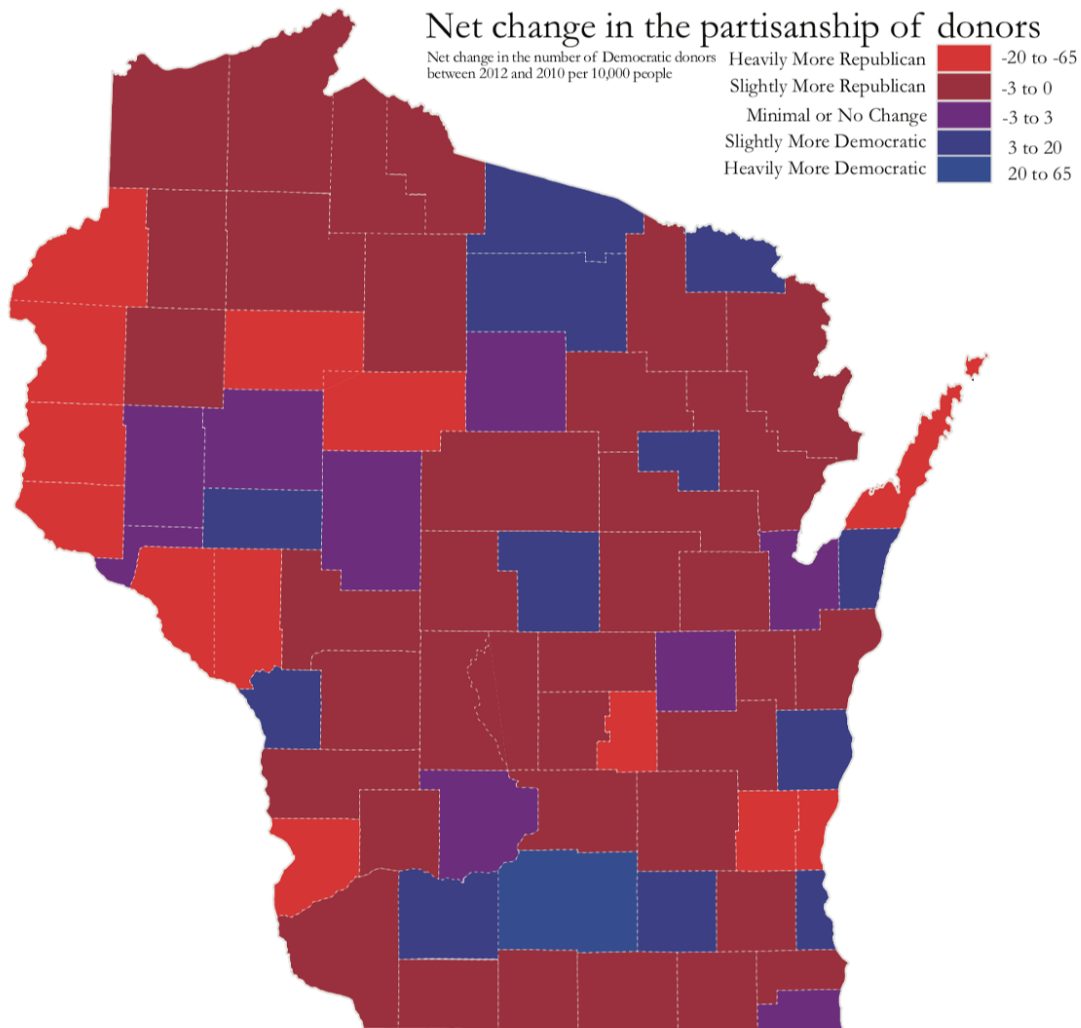 Net change in the partisanship of donors
Net change in the number of Democratic donors
between 2012 and 2010 per 10,000 people
Heavily More Republican -20 to -65
Slightly More Republican -3 to 0
Minimal or No Change -3 to 3
Slightly More Democratic 3 to 20
Heavily More Democratic 20 to 65